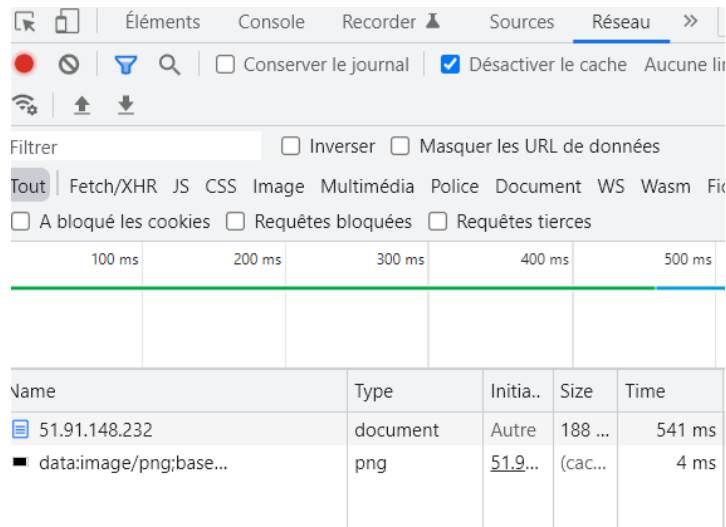 Éléments Console Recorder Sources Réseau »
Conserver le journal Désactiver le cache Aucune
Filtrer Inverser Masquer les URL de données
Tout Fetch/XHR JS CSS Image Multimédia Police Document WS Wasm
A bloqué les cookies Requêtes bloquées Requêtes tierces
100 ms 200 ms 300 ms 400 ms 500 ms
Name Type Initia.. Size Time
51.91.148.232 document Autre 188 ... 541 ms
data:image/png;base... png 51.9... (cac... 4 ms